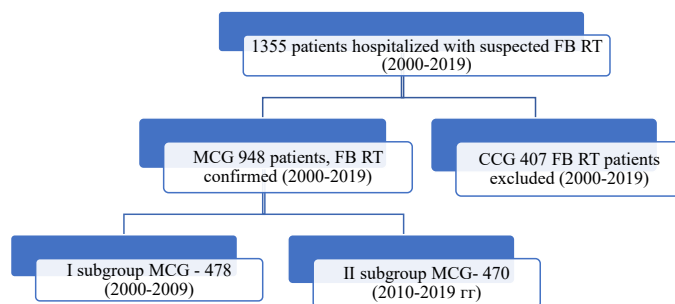 1355 patients hospitalized with suspected FB RT
(2000-2019)
MCG 948 patients, FB RT
confirmed (2000-2019)
CCG 407 FB RT patients
excluded (2000-2019)
I subgroup MCG - 478
(2000-2009)
II subgroup MCG- 470
(2010-2019 гг)